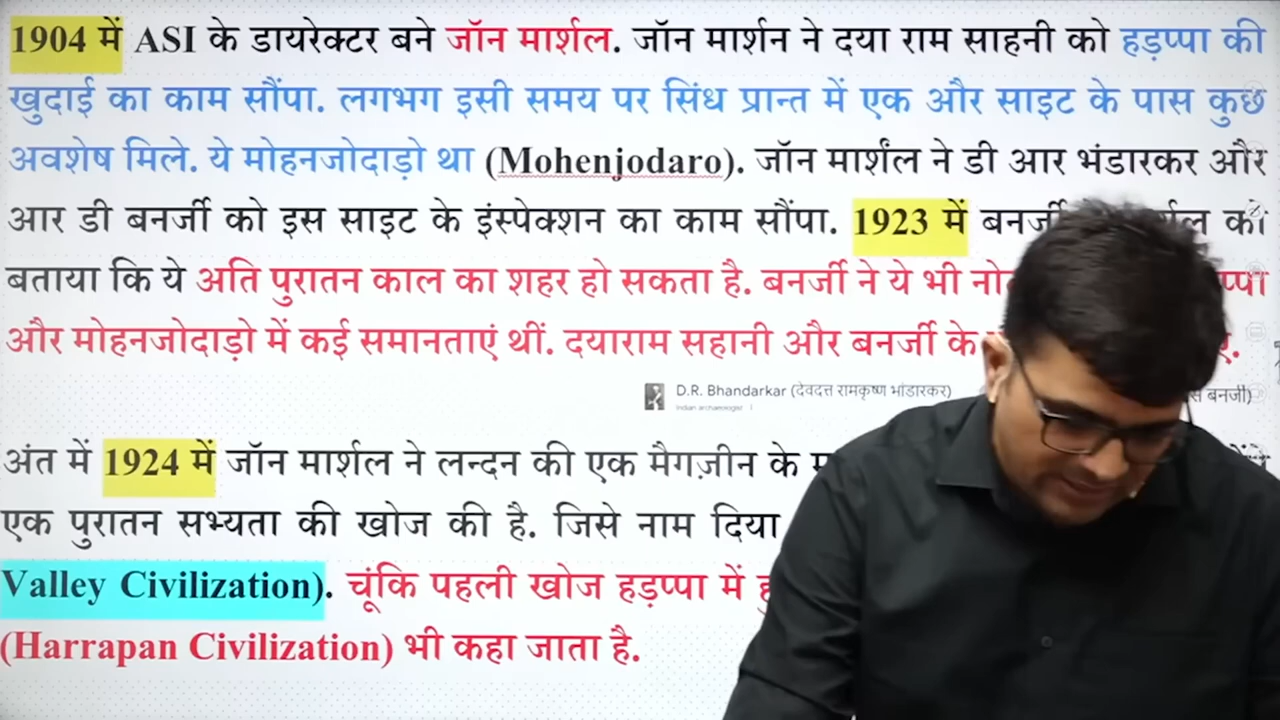 1904 में ASI के डायरेक्टर बने जॉन मार्शल. जॉन मार्शन ने दया राम साहनी को हड़प्पा की
खुदाई का काम सौंपा. लगभग इसी समय पर सिंध प्रान्त में एक और साइट के पास कुछ
अवशेष मिले. ये मोहनजोदाड़ो था (Mohenjodaro). जॉन मार्शंल ने डी आर भंडारकर और
आर डी बनर्जी को इस साइट के इंस्पेक्शन का काम सौंपा. 1923 में को
बताया कि ये अति पुरातन काल का शहर हो सकता है. बनर्जी ने ये भी
और मोहनजोदाड़ो में कई समानताएं थीं. दयाराम सहानी और बनर्जी के
D.R. Bhandarkar (देवदत्त रामकृष्ण भांडारकर) बनर्जी)
Indian archaeologist
अंत में 1924 में जॉन मार्शल ने लन्दन की एक मैगज़ीन के
एक पुरातन सभ्यता की खोज की है. जिसे नाम दिया
Valley Civilization). चूंकि पहली खोज हड़प्पा में
(Harrapan Civilization) भी कहा जाता है.